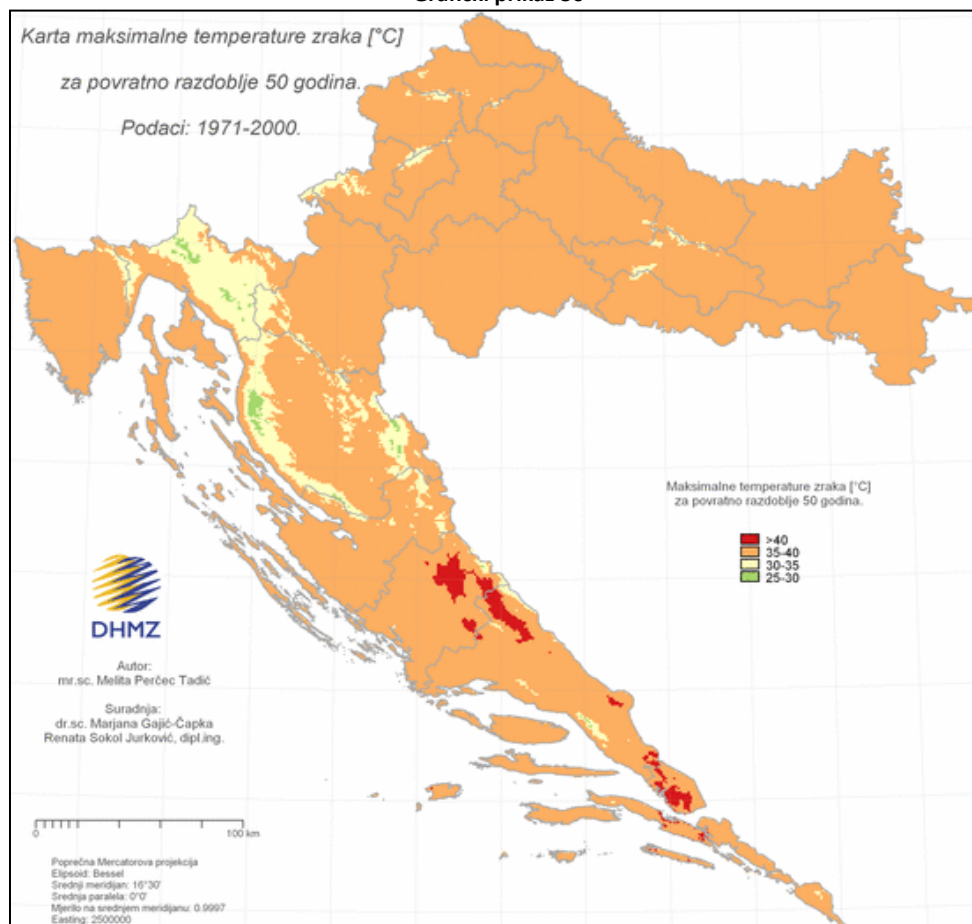 Karta maksimalne temperature zraka [°C]
za povratno razdoblje 50 godina.
Podaci: 1971-2000.
Maksimalne temperature zraka [°C]
za povratno razdoblje 50 godina.
>40
35-40
30-35
25-30
DHMZ
Autor:
mr.sc. Melita Perčec Tadić
Suradnja:
dr.sc. Marjana Gajić-Čapka
Renata Sokol Jurković, dipl.ing.
0 100 km
Poprečna Mercatorova projekcija
Elipsoid: Bessel
Srednji meridijan: 16°30'
Srednja paralela: 0°0'
Mjerilo na srednjem meridijanu: 0.9997
Easting: 2500000